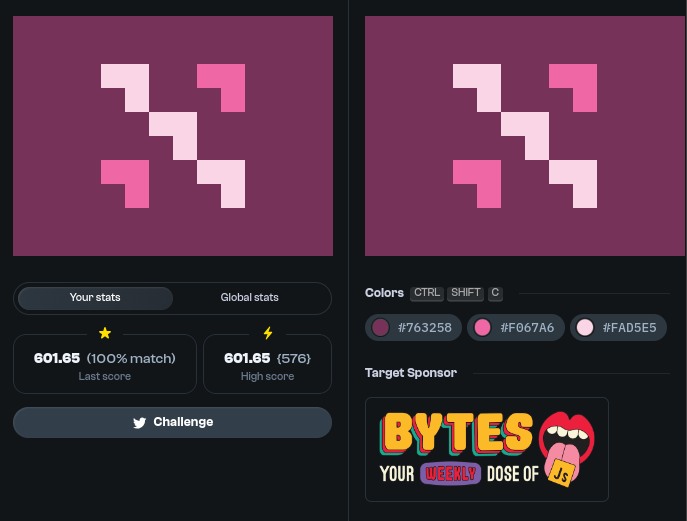 Your stats
Global stats
601.65 (100% match)
Last score
601.65 {576}
High score
Challenge
Colors CTRL SHIFT C
#763258
#F067A6
#FAD5E5
Target Sponsor
BYTES
YOUR WEEKLY DOSE OF
JS